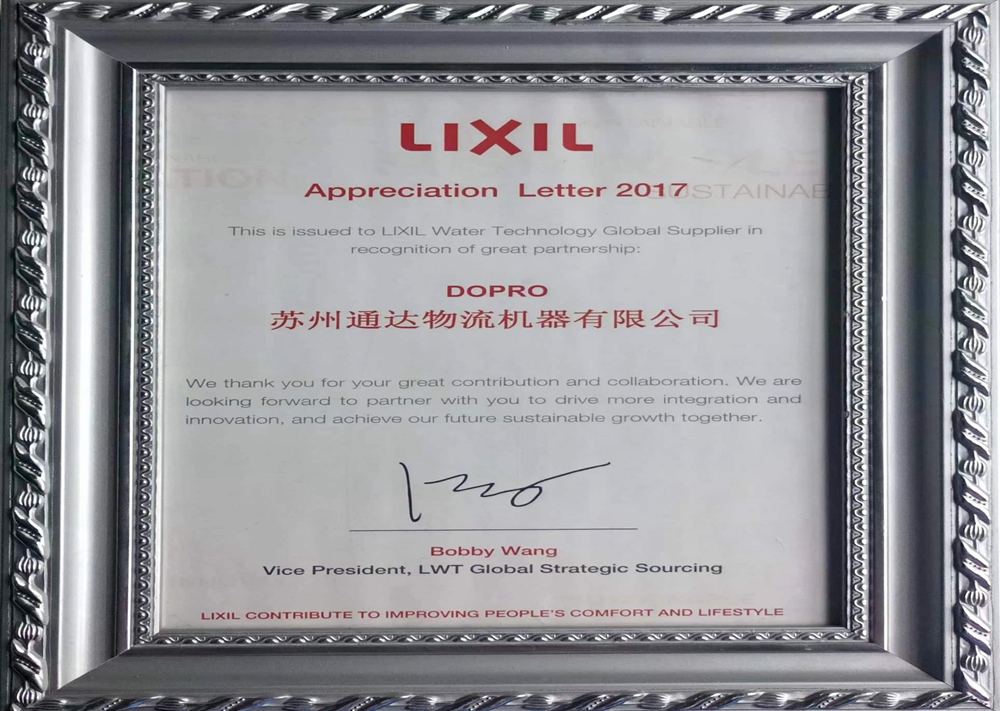 LIXIL
Appreciation Letter 2017
SUSTAINAB
This is issued to LIXIL Water Technology Global Supplier in
recognition of great partnership:
DOPRO
苏州通达物流机器有限公司
We thank you for your great contribution and collaboration. We are
looking forward to partner with you to drive more integration and
innovation, and achieve our future sustainable growth together.
Bobby Wang
Vice President, LWT Global Strategic Sourcing
LIXIL CONTRIBUTE TO IMPROVING PEOPLE'S COMFORT AND LIFESTYLE